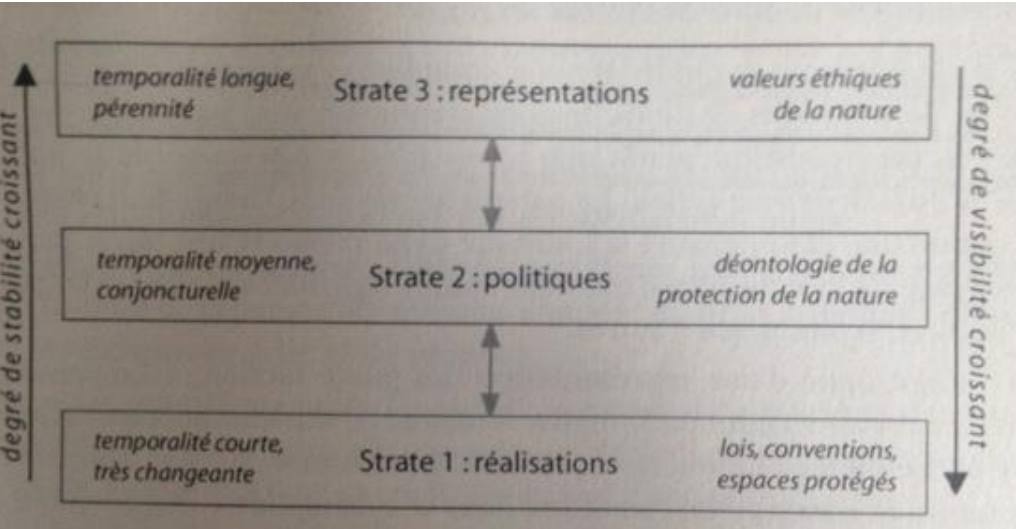 degré de stabilité croissant
temporalité longue,
pérennité
Strate 3 : représentations
valeurs éthiques
de la nature
temporalité moyenne,
conjoncturelle
Strate 2 : politiques
déontologie de la
protection de la nature
temporalité courte,
très changeante
Strate 1 : réalisations
lois, conventions,
espaces protégés
degré de visibilité croissant